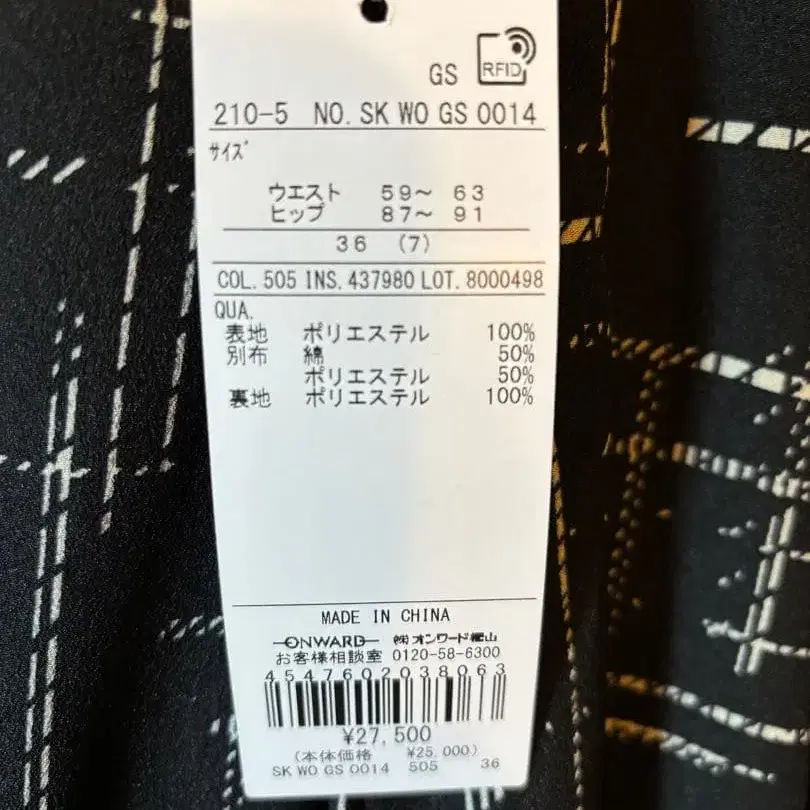 GS RFID
210-5 NO. SK WO GS 0014
サイズ
ウエスト 59～ 63
ヒップ 87～ 91
36 (7)
COL. 505 INS. 437980 LOT. 8000498
QUA.
表地 ポリエステル 100%
別布 綿 50%
ポリエステル 50%
裏地 ポリエステル 100%
MADE IN CHINA
ONWARD ㈱オンワード樫山
お客様相談室 0120-58-6300
4547602038063
¥27,500
(本体価格 ¥25,000)
SK WO GS 0014 505 36